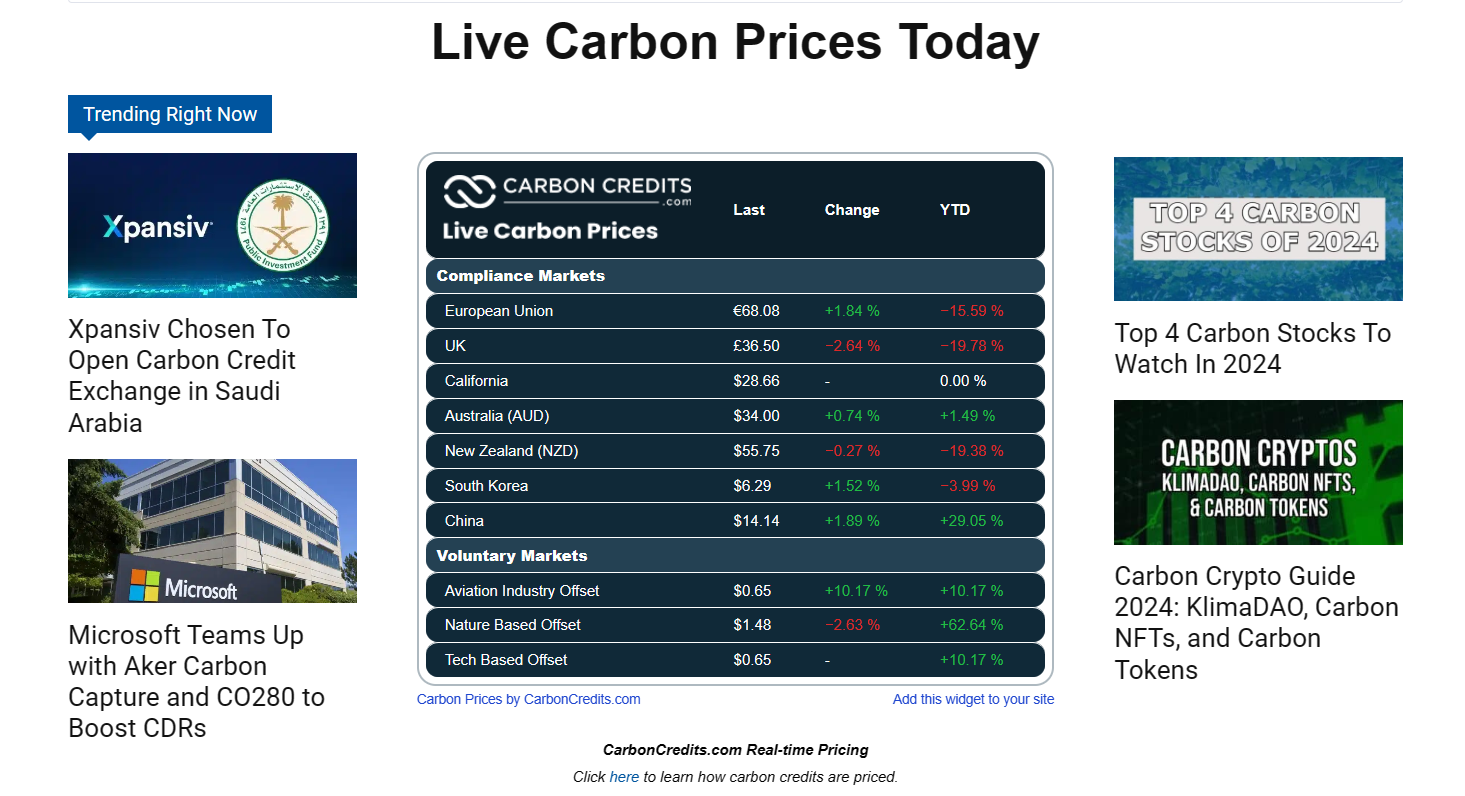 Live Carbon Prices Today
Trending Right Now
Xpansiv
صندوق الاستثمارات العامة
1971 ١٣٩١
Public Investment Fund
Xpansiv Chosen To
Open Carbon Credit
Exchange in Saudi
Arabia
Microsoft
Microsoft Teams Up
with Aker Carbon
Capture and CO280 to
Boost CDRs
CARBON CREDITS
.com
Live Carbon Prices Last Change YTD
Compliance Markets
European Union €68.08 +1.84 % −15.59 %
UK £36.50 −2.64 % −19.78 %
California $28.66 - 0.00 %
Australia (AUD) $34.00 +0.74 % +1.49 %
New Zealand (NZD) $55.75 −0.27 % −19.38 %
South Korea $6.29 +1.52 % −3.99 %
China $14.14 +1.89 % +29.05 %
Voluntary Markets
Aviation Industry Offset $0.65 +10.17 % +10.17 %
Nature Based Offset $1.48 −2.63 % +62.64 %
Tech Based Offset $0.65 - +10.17 %
Carbon Prices by CarbonCredits.com Add this widget to your site
CarbonCredits.com Real-time Pricing
Click here to learn how carbon credits are priced.
TOP 4 CARBON
STOCKS OF 2024
Top 4 Carbon Stocks To
Watch In 2024
CARBON CRYPTOS
KLIMADAO, CARBON NFTS,
& CARBON TOKENS
Carbon Crypto Guide
2024: KlimaDAO, Carbon
NFTs, and Carbon
Tokens